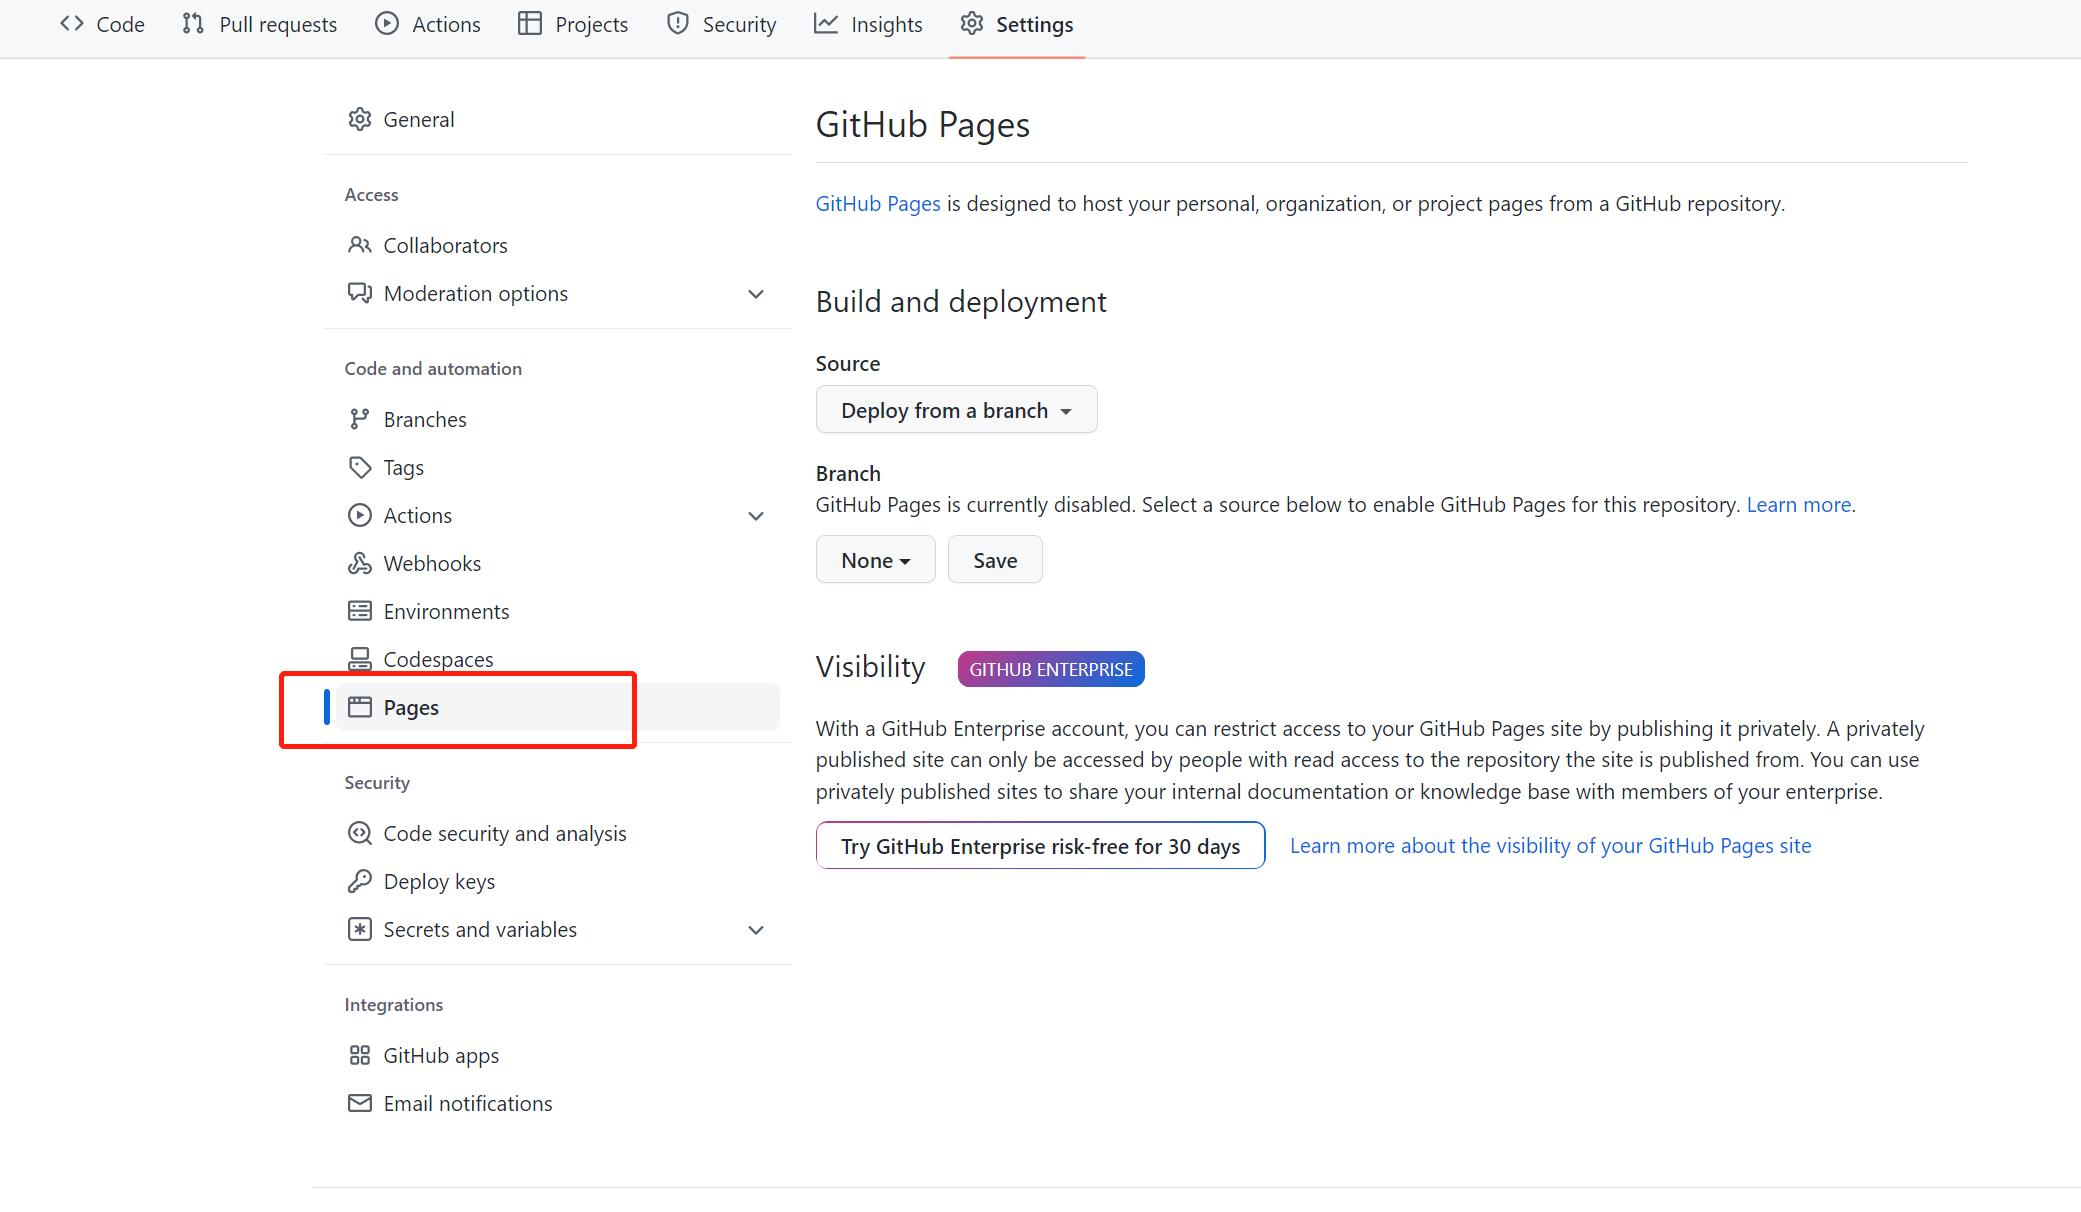 Code Pull requests Actions Projects Security Insights Settings
General
Access
Collaborators
Moderation options
Code and automation
Branches
Tags
Actions
Webhooks
Environments
Codespaces
Pages
Security
Code security and analysis
Deploy keys
Secrets and variables
Integrations
GitHub apps
Email notifications
GitHub Pages
GitHub Pages is designed to host your personal, organization, or project pages from a GitHub repository.
Build and deployment
Source
Deploy from a branch
Branch
GitHub Pages is currently disabled. Select a source below to enable GitHub Pages for this repository. Learn more.
None Save
Visibility GITHUB ENTERPRISE
With a GitHub Enterprise account, you can restrict access to your GitHub Pages site by publishing it privately. A privately
published site can only be accessed by people with read access to the repository the site is published from. You can use
privately published sites to share your internal documentation or knowledge base with members of your enterprise.
Try GitHub Enterprise risk-free for 30 days Learn more about the visibility of your GitHub Pages site